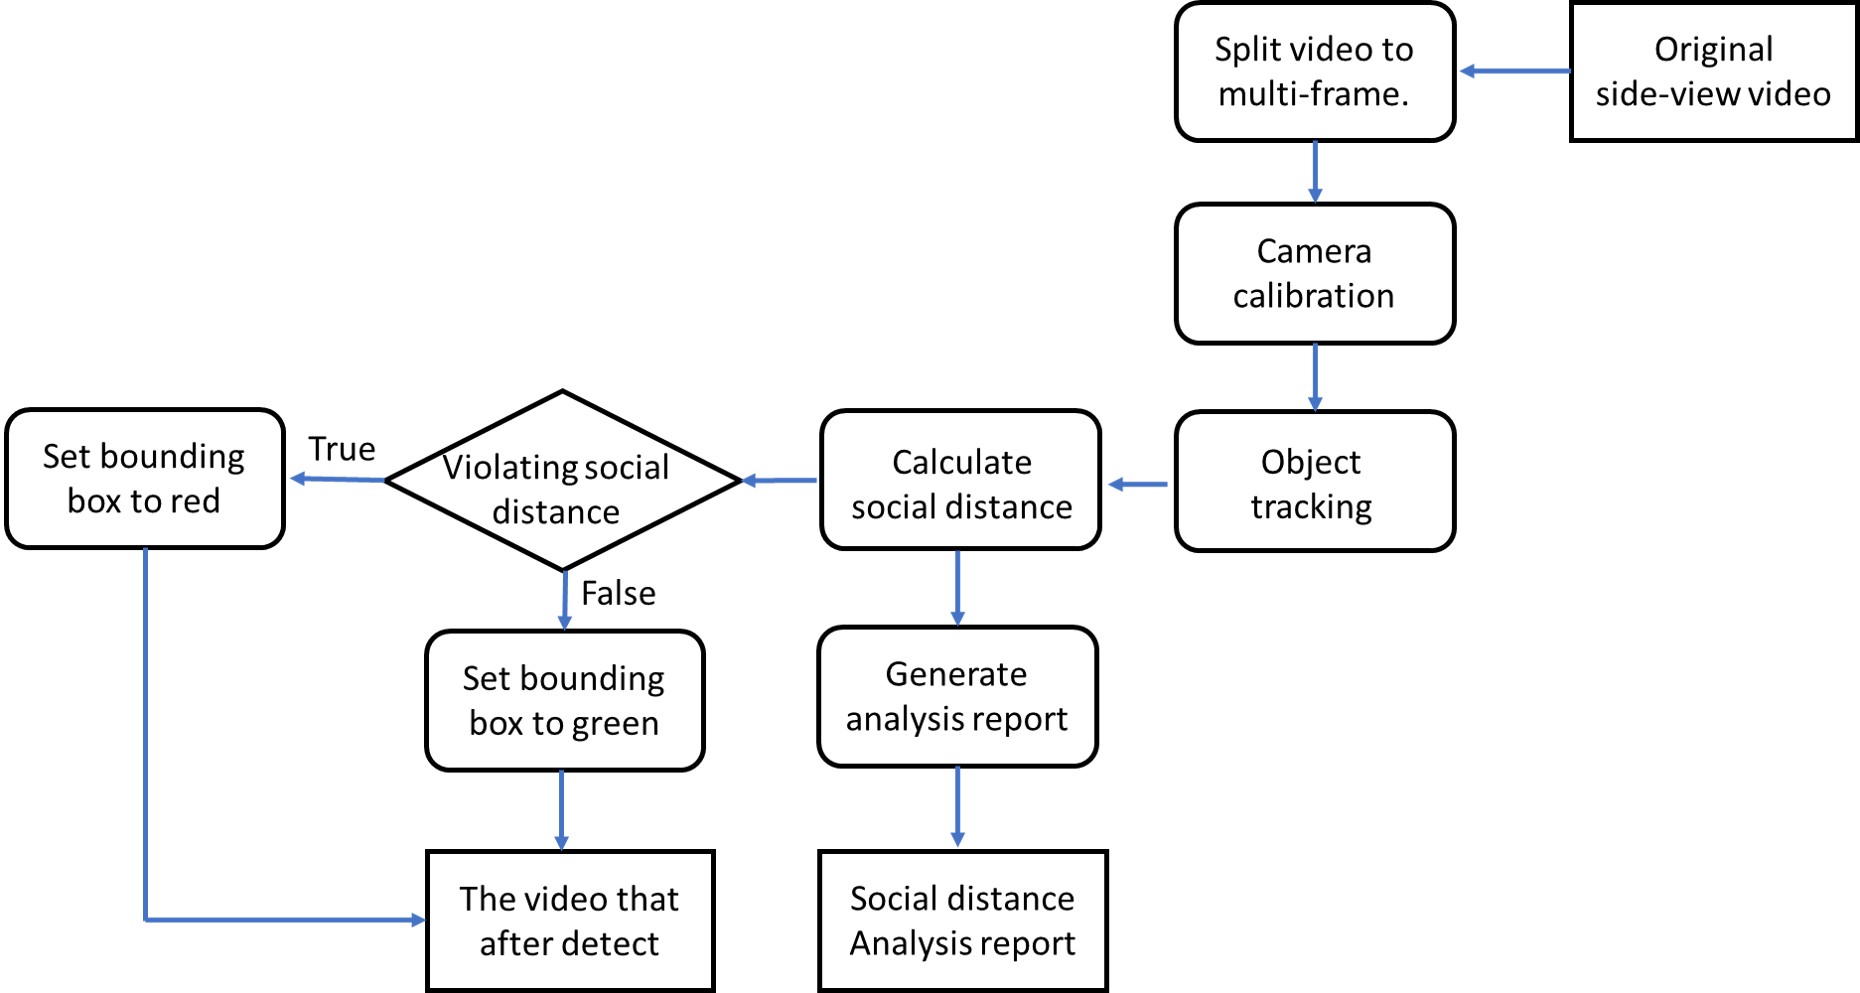 Split video to
multi-frame.
Original
side-view video
Camera
calibration
Object
tracking
Calculate
social distance
Violating social
distance
True
Set bounding
box to red
False
Set bounding
box to green
Generate
analysis report
The video that
after detect
Social distance
Analysis report